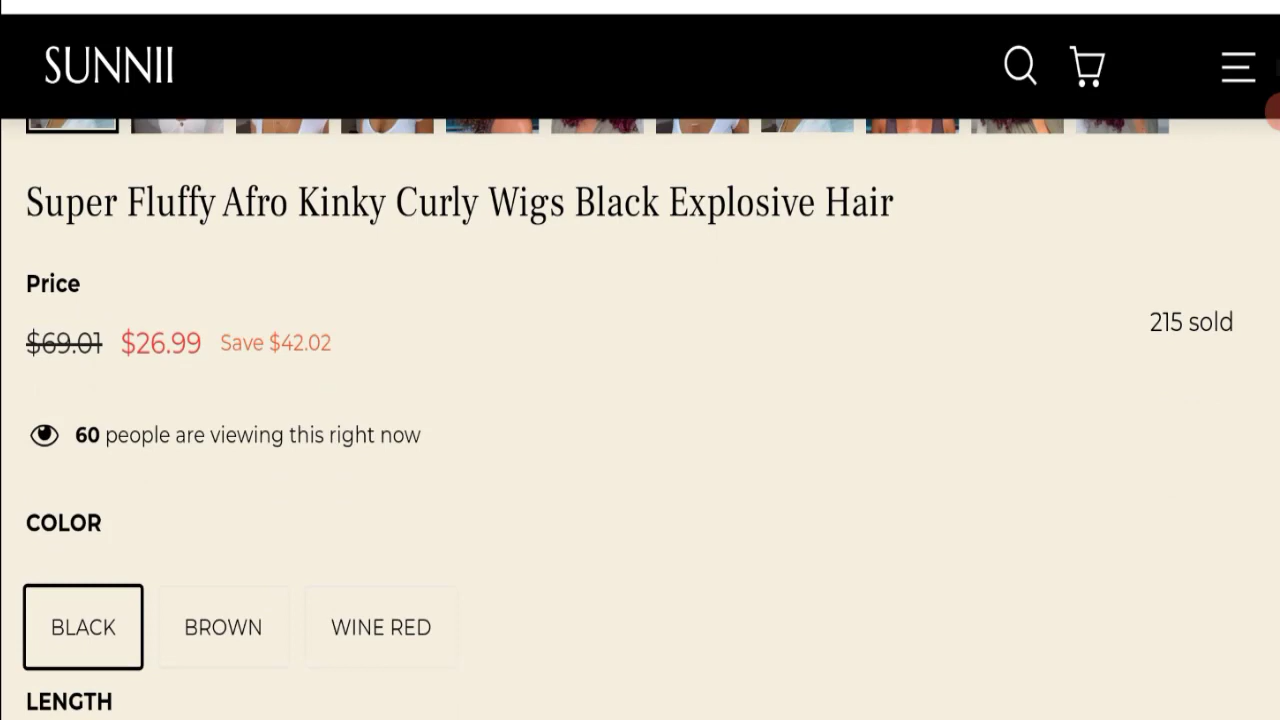 SUNNII
Super Fluffy Afro Kinky Curly Wigs Black Explosive Hair
Price
$69.01 $26.99 Save $42.02
215 sold
60 people are viewing this right now
COLOR
BLACK BROWN WINE RED
LENGTH